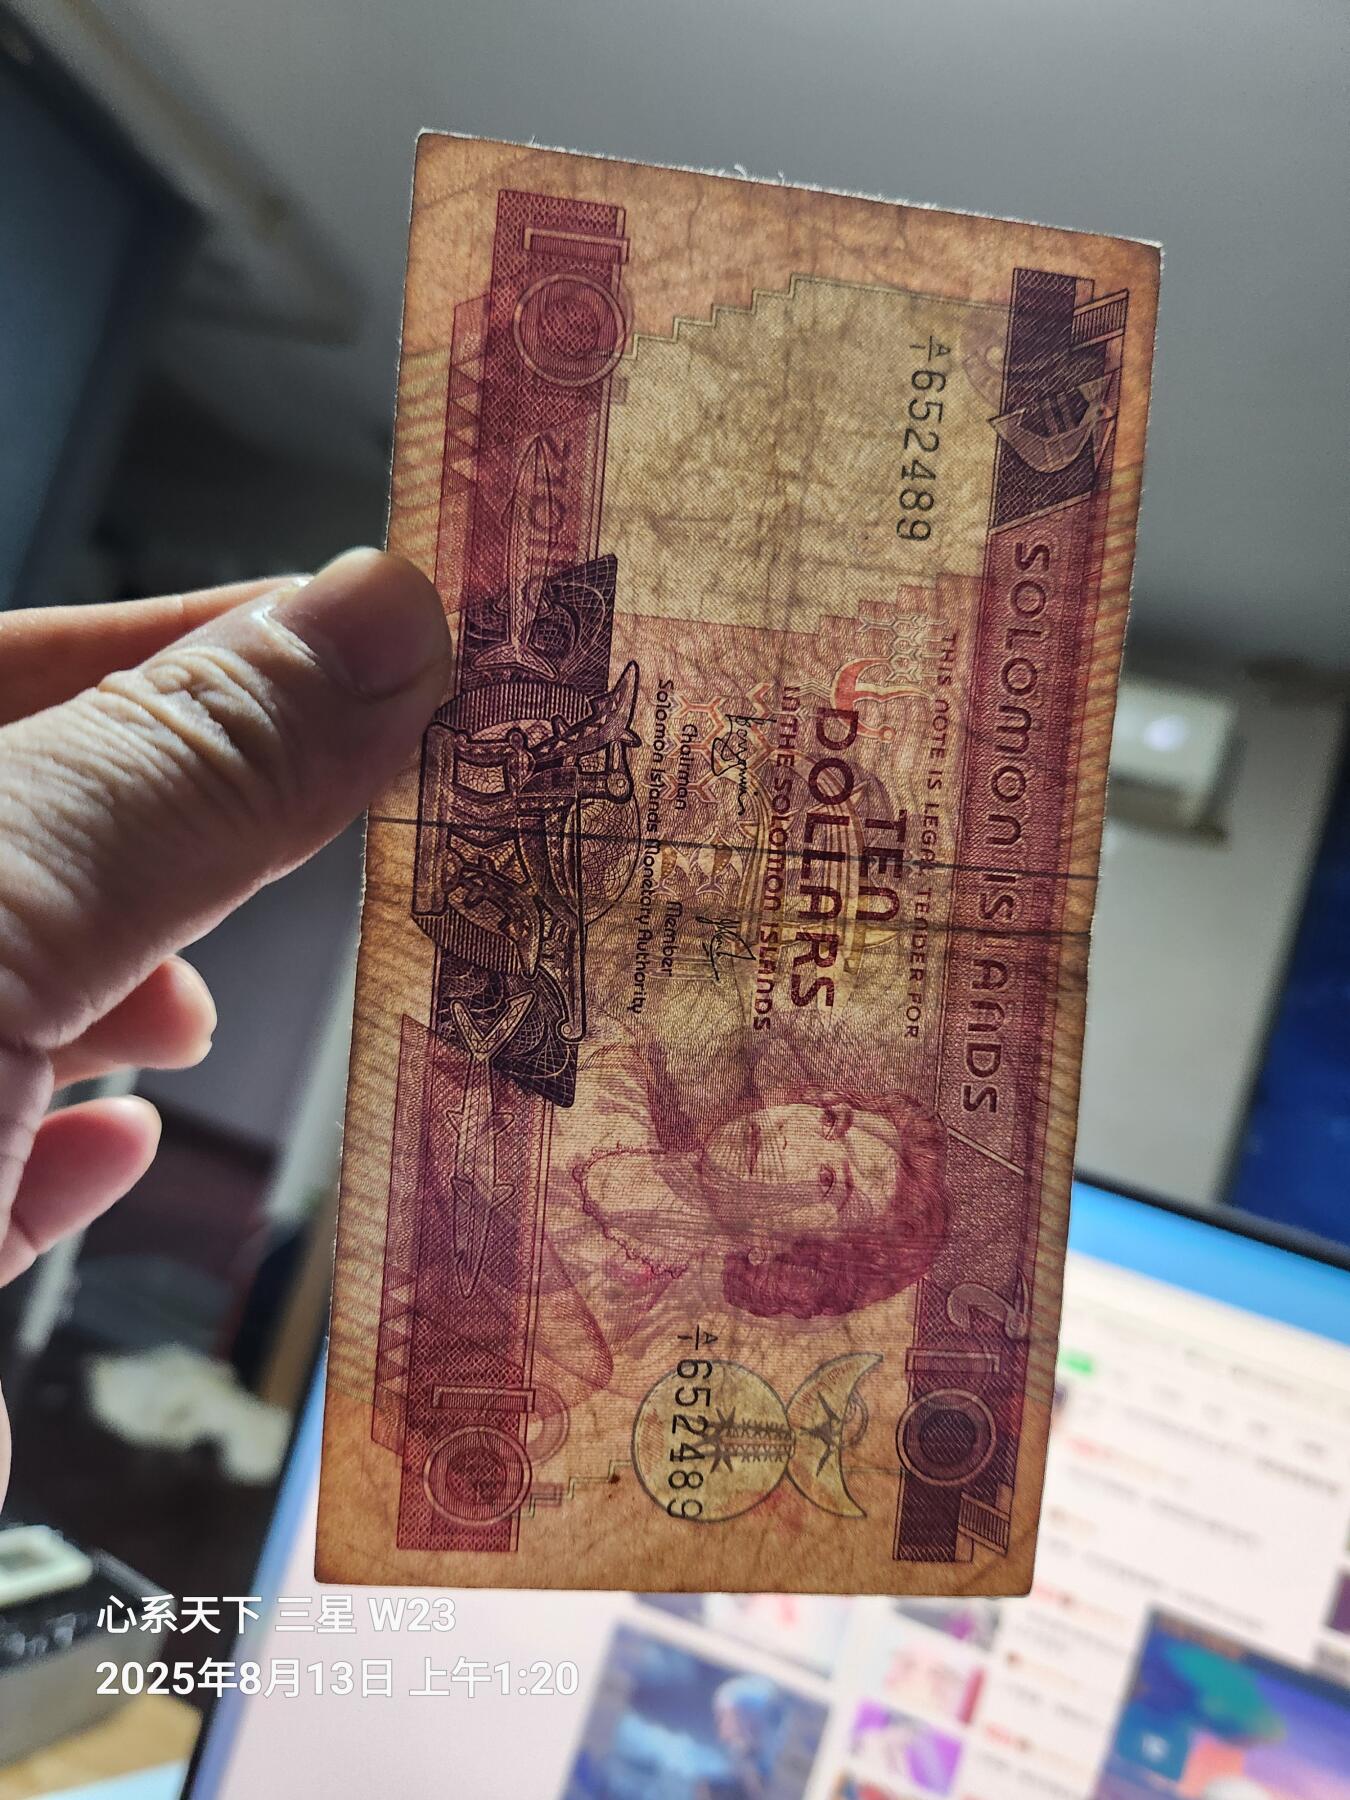 SOLOMON ISLANDS
10
A/1 652489
THIS NOTE IS LEGAL TENDER FOR
TEN
DOLLARS
IN THE SOLOMON ISLANDS
Chairman
Member
Solomon Islands Monetary Authority
A/1 652489
10
10
心系天下 三星 W23
2025年8月13日 上午1:20